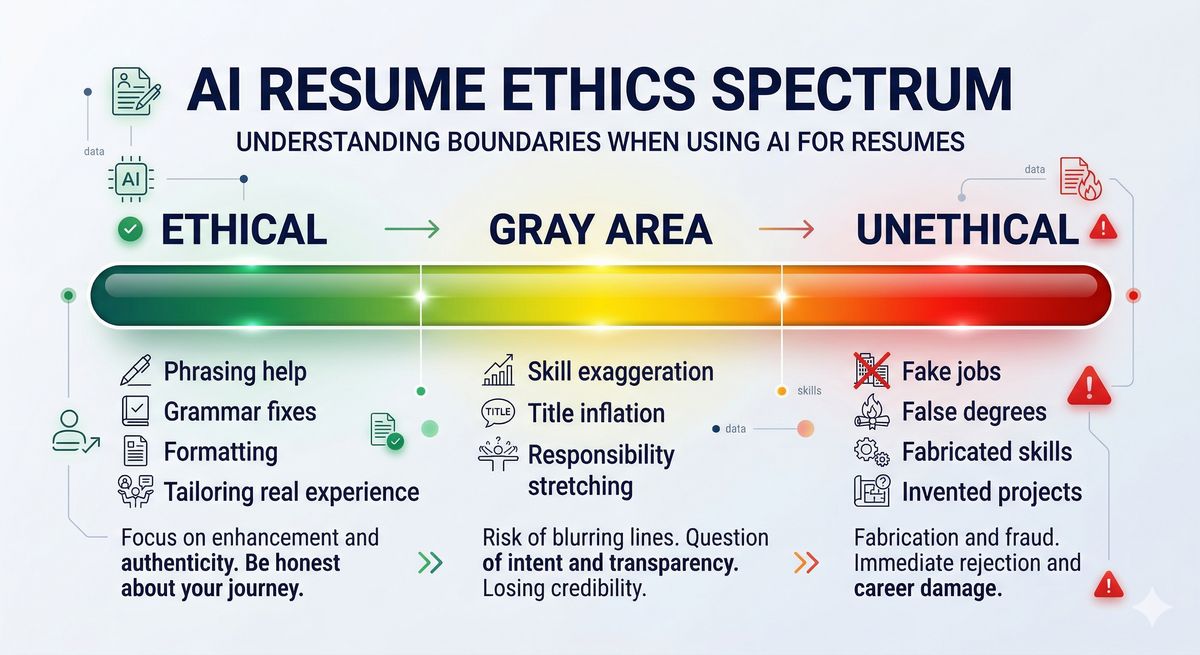 AI RESUME ETHICS SPECTRUM
UNDERSTANDING BOUNDARIES WHEN USING AI FOR RESUMES
data
AI
data
ETHICAL
GRAY AREA
UNETHICAL
Phrasing help
Grammar fixes
Formatting
Tailoring real experience
Focus on enhancement and
authenticity. Be honest
about your journey.
Skill exaggeration
TITLE
Title inflation
Responsibility
stretching
skills
data
Risk of blurring lines. Question
of intent and transparency.
Losing credibility.
Fake jobs
False degrees
Fabricated skills
Invented projects
Fabrication and fraud.
Immediate rejection and
career damage.